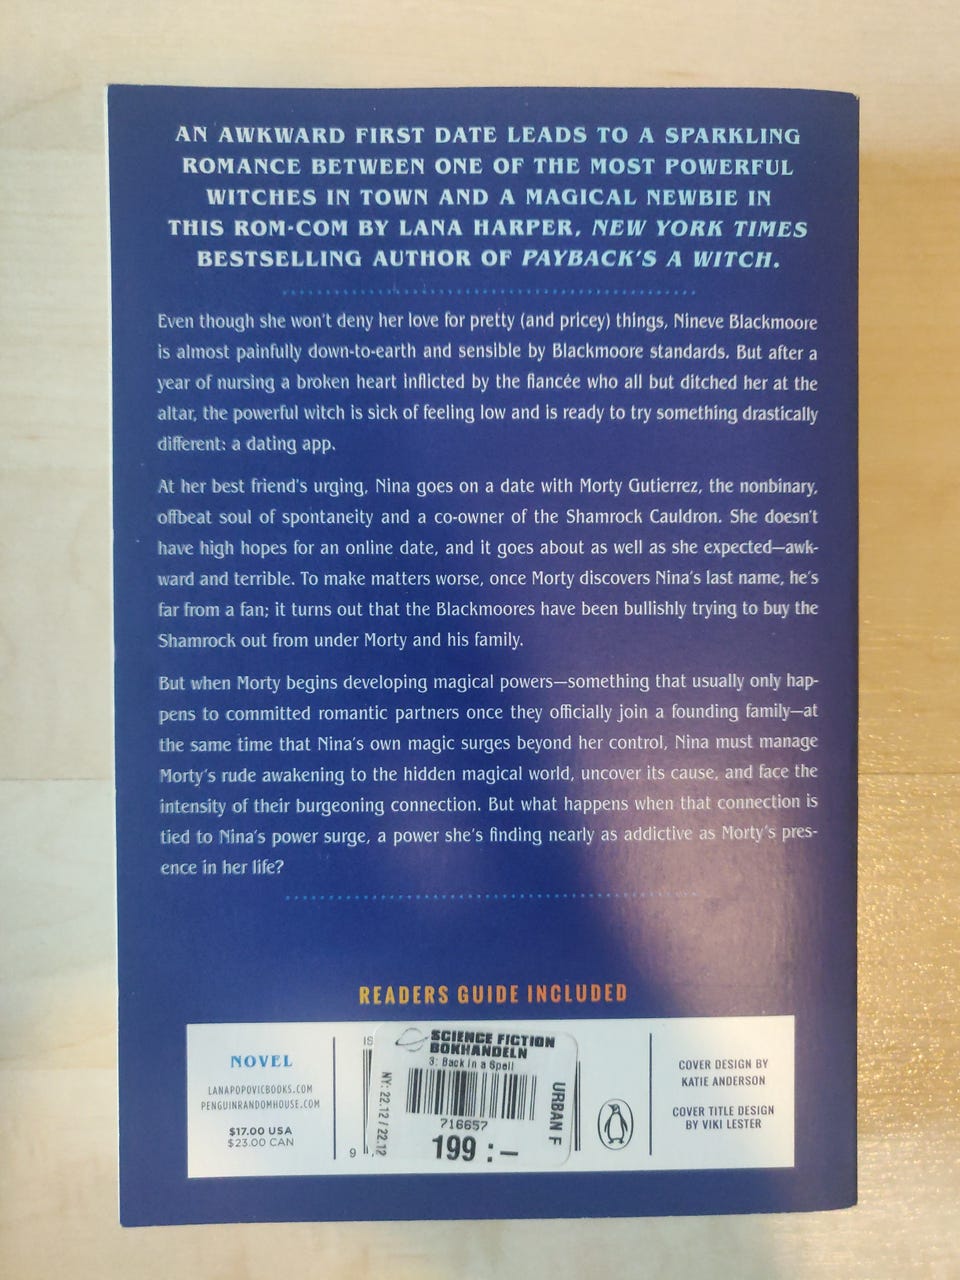 AN AWKWARD FIRST DATE LEADS TO A SPARKLING
ROMANCE BETWEEN ONE OF THE MOST POWERFUL
WITCHES IN TOWN AND A MAGICAL NEWBIE IN
THIS ROM-COM BY LANA HARPER, NEW YORK TIMES
BESTSELLING AUTHOR OF PAYBACK'S A WITCH.
Even though she won't deny her love for pretty (and pricey) things, Nineve Blackmoore
is almost painfully down-to-earth and sensible by Blackmoore standards. But after a
year of nursing a broken heart inflicted by the fiancée who all but ditched her at the
altar, the powerful witch is sick of feeling low and is ready to try something drastically
different: a dating app.
At her best friend's urging, Nina goes on a date with Morty Gutierrez, the nonbinary,
offbeat soul of spontaneity and a co-owner of the Shamrock Cauldron. She doesn't
have high hopes for an online date, and it goes about as well as she expected—awk-
ward and terrible. To make matters worse, once Morty discovers Nina's last name, he's
far from a fan; it turns out that the Blackmoores have been bullishly trying to buy the
Shamrock out from under Morty and his family.
But when Morty begins developing magical powers—something that usually only hap-
pens to committed romantic partners once they officially join a founding family—at
the same time that Nina's own magic surges beyond her control, Nina must manage
Morty's rude awakening to the hidden magical world, uncover its cause, and face the
intensity of their burgeoning connection. But what happens when that connection is
tied to Nina's power surge, a power she's finding nearly as addictive as Morty's pres-
ence in her life?
READERS GUIDE INCLUDED
NOVEL
LANAPOPOVICBOOKS.COM
PENGUINRANDOMHOUSE.COM
$17.00 USA
$23.00 CAN
IS
9
SCIENCE FICTION
BOKHANDELN
3: Back in a Spell
NY: 22.12 / 22.12
URBAN F
716657
199 :–
COVER DESIGN BY
KATIE ANDERSON
COVER TITLE DESIGN
BY VIKI LESTER